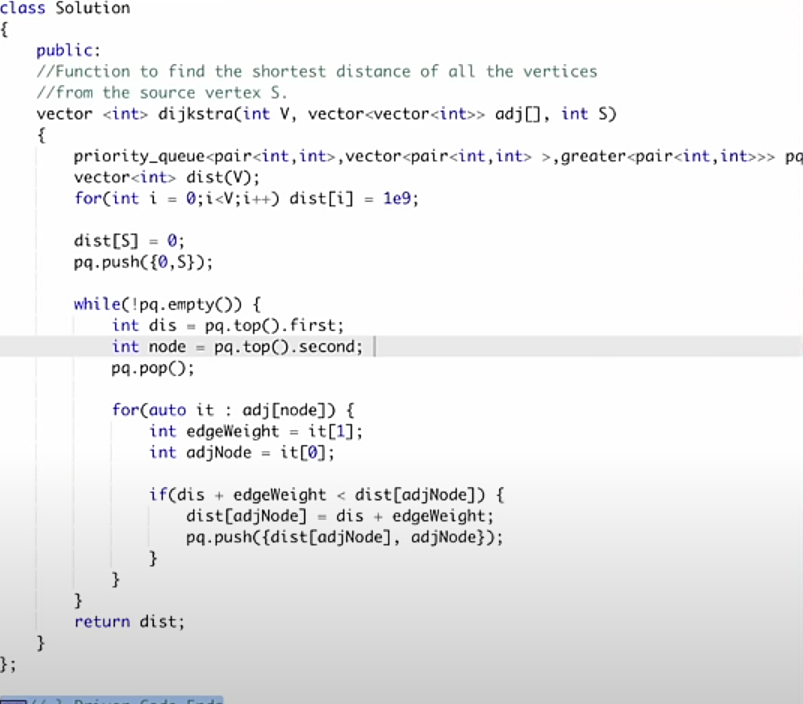 class Solution
{
    public:
    //Function to find the shortest distance of all the vertices
    //from the source vertex S.
    vector <int> dijkstra(int V, vector<vector<int>> adj[], int S)
    {
        priority_queue<pair<int,int>,vector<pair<int,int> >,greater<pair<int,int>>> pq
        vector<int> dist(V);
        for(int i = 0;i<V;i++) dist[i] = 1e9;

        dist[S] = 0;
        pq.push({0,S});

        while(!pq.empty()) {
            int dis = pq.top().first;
            int node = pq.top().second;
            pq.pop();

            for(auto it : adj[node]) {
                int edgeWeight = it[1];
                int adjNode = it[0];

                if(dis + edgeWeight < dist[adjNode]) {
                    dist[adjNode] = dis + edgeWeight;
                    pq.push({dist[adjNode], adjNode});
                }
            }
        }
        return dist;
    }
};
// } Driver Code Ends